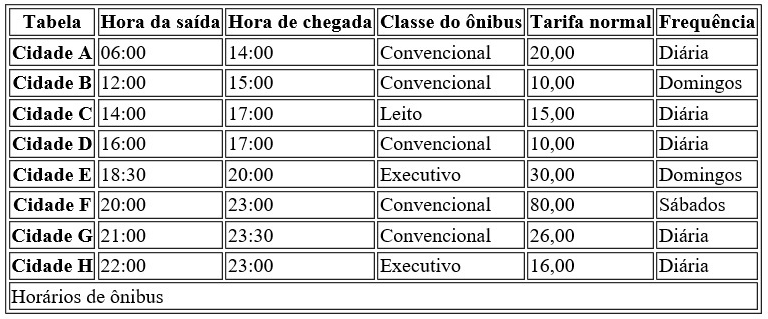 Tabela Hora da saída Hora de chegada Classe do ônibus Tarifa normal Frequência
Cidade A 06:00 14:00 Convencional 20,00 Diária
Cidade B 12:00 15:00 Convencional 10,00 Domingos
Cidade C 14:00 17:00 Leito 15,00 Diária
Cidade D 16:00 17:00 Convencional 10,00 Diária
Cidade E 18:30 20:00 Executivo 30,00 Domingos
Cidade F 20:00 23:00 Convencional 80,00 Sábados
Cidade G 21:00 23:30 Convencional 26,00 Diária
Cidade H 22:00 23:00 Executivo 16,00 Diária
Horários de ônibus